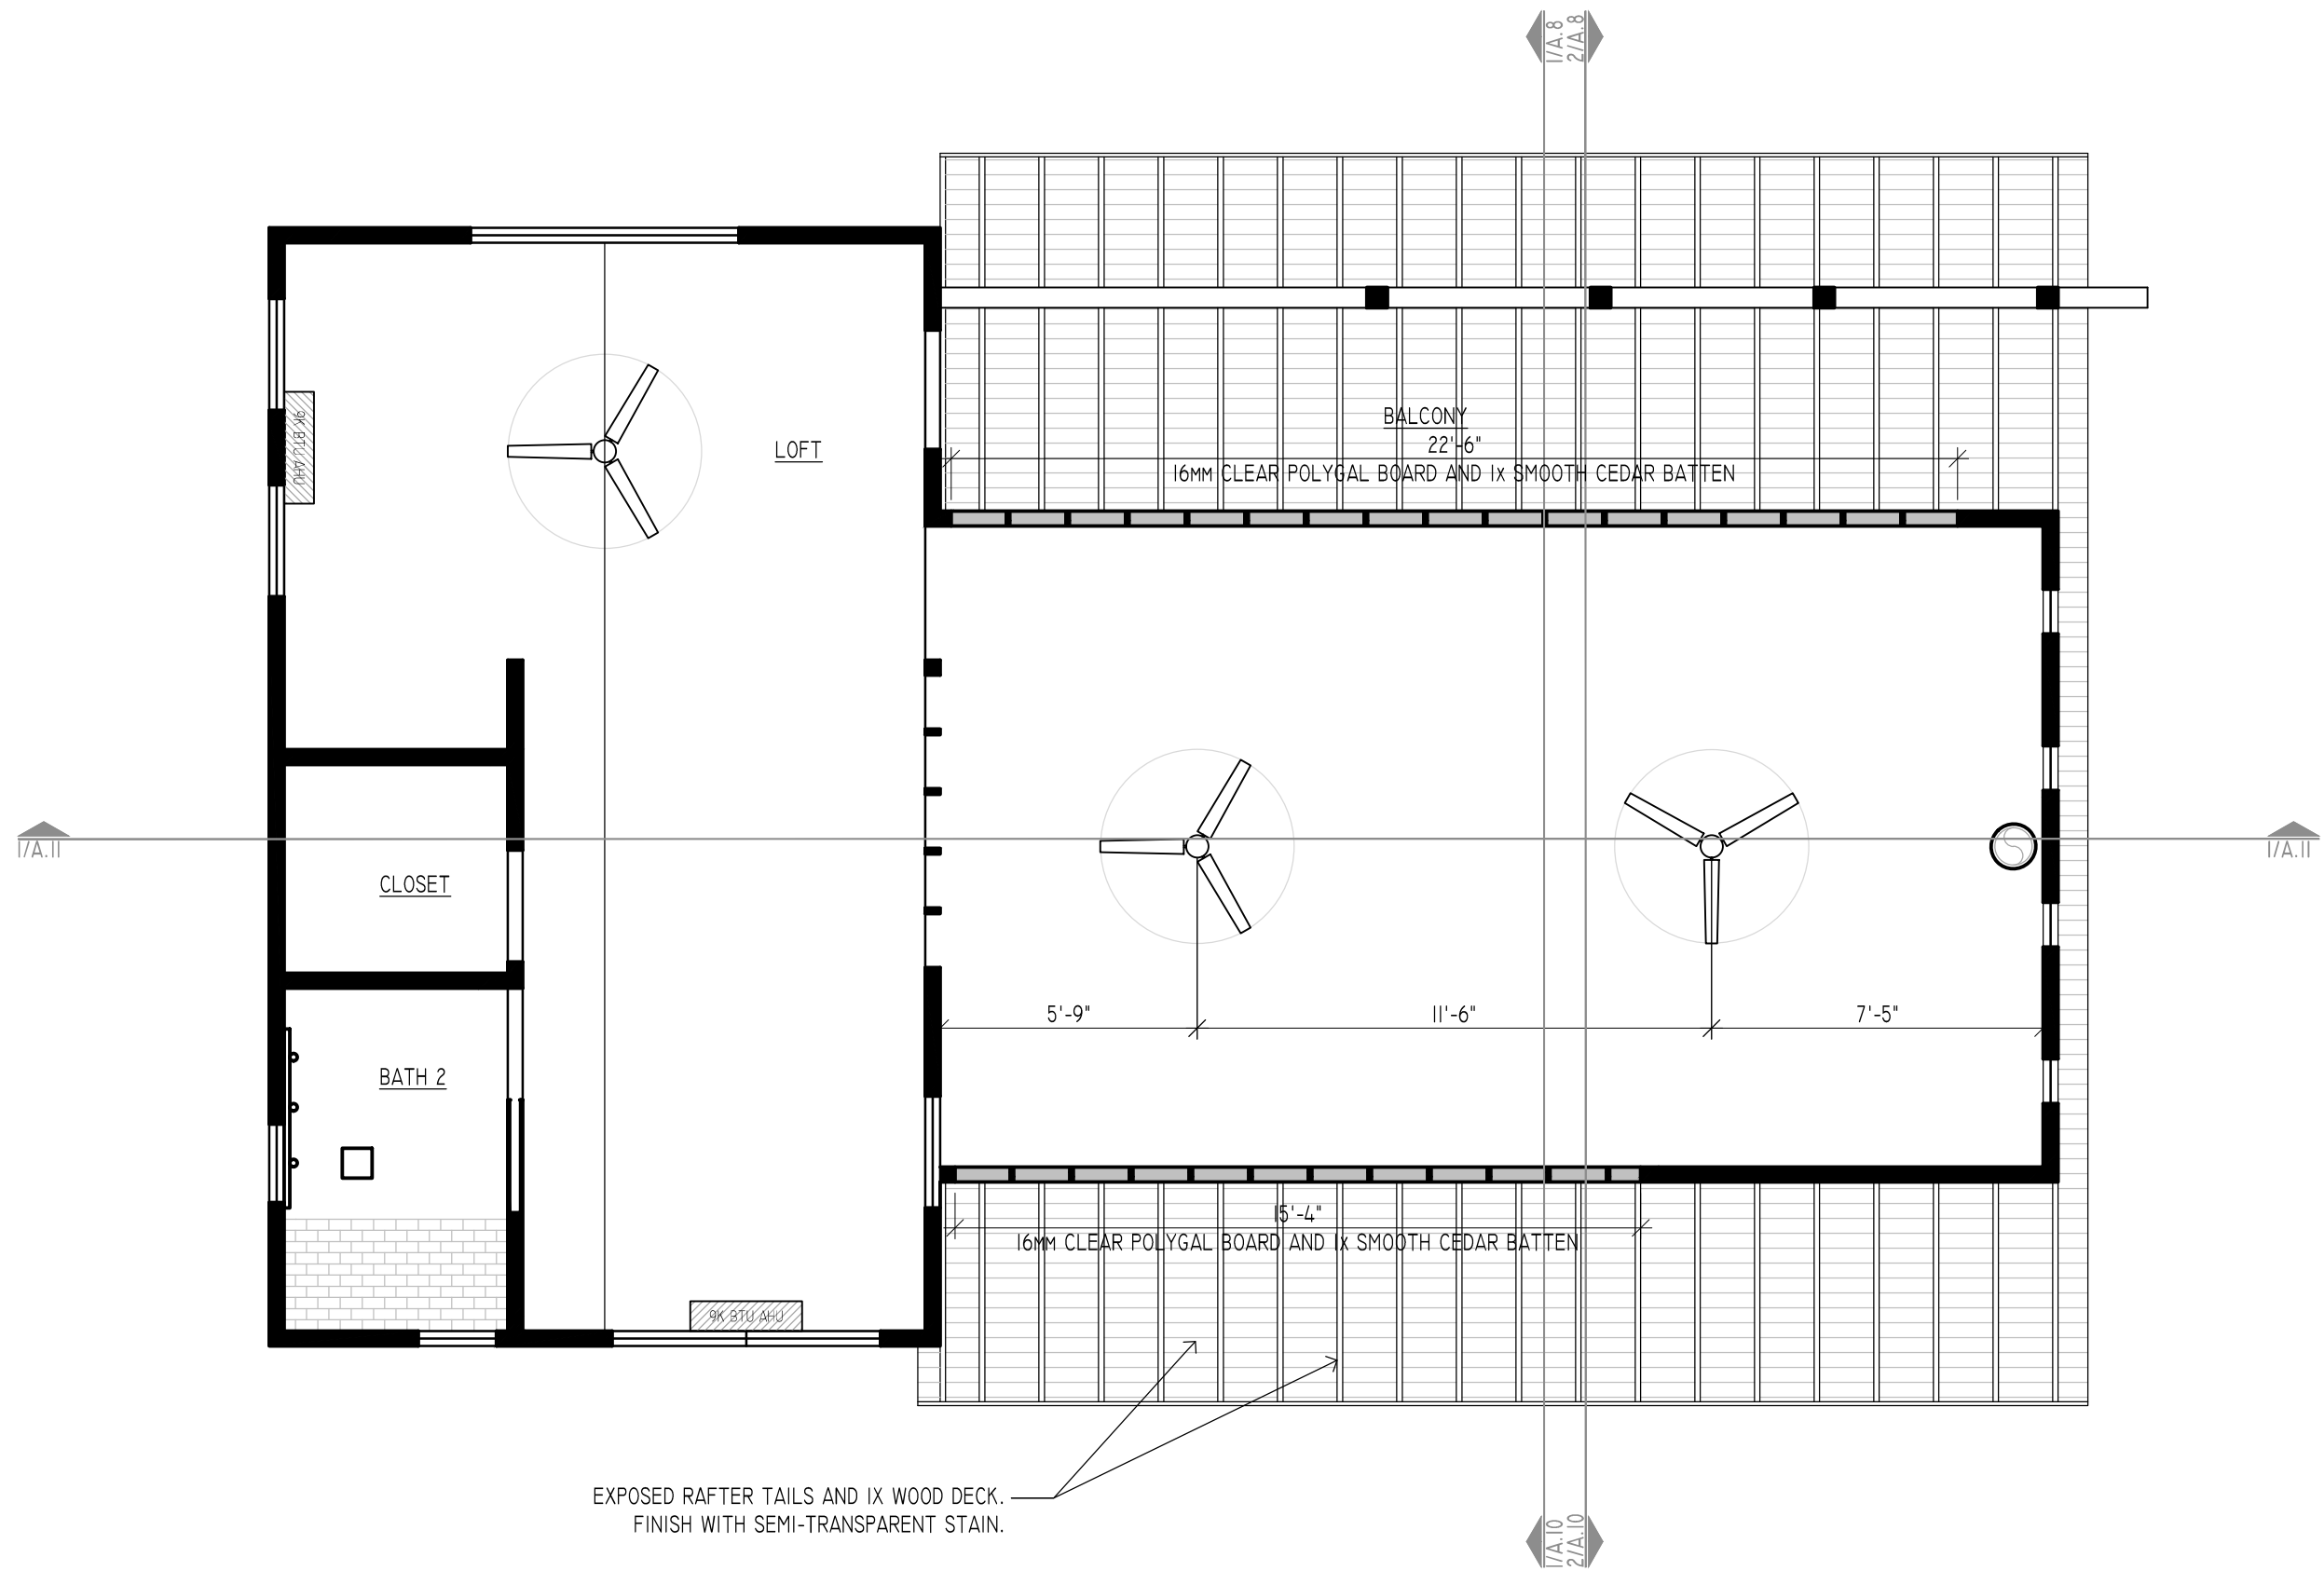 1/A.8
2/A.8
BALCONY
22'-6"
16MM CLEAR POLYGAL BOARD AND 1X SMOOTH CEDAR BATTEN
9K BTU AHU
LOFT
1/A.11
1/A.11
CLOSET
5'-9"
11'-6"
7'-5"
BATH 2
15'-4"
16MM CLEAR POLYGAL BOARD AND 1X SMOOTH CEDAR BATTEN
9K BTU AHU
EXPOSED RAFTER TAILS AND 1X WOOD DECK.
FINISH WITH SEMI-TRANSPARENT STAIN.
1/A.10
2/A.10